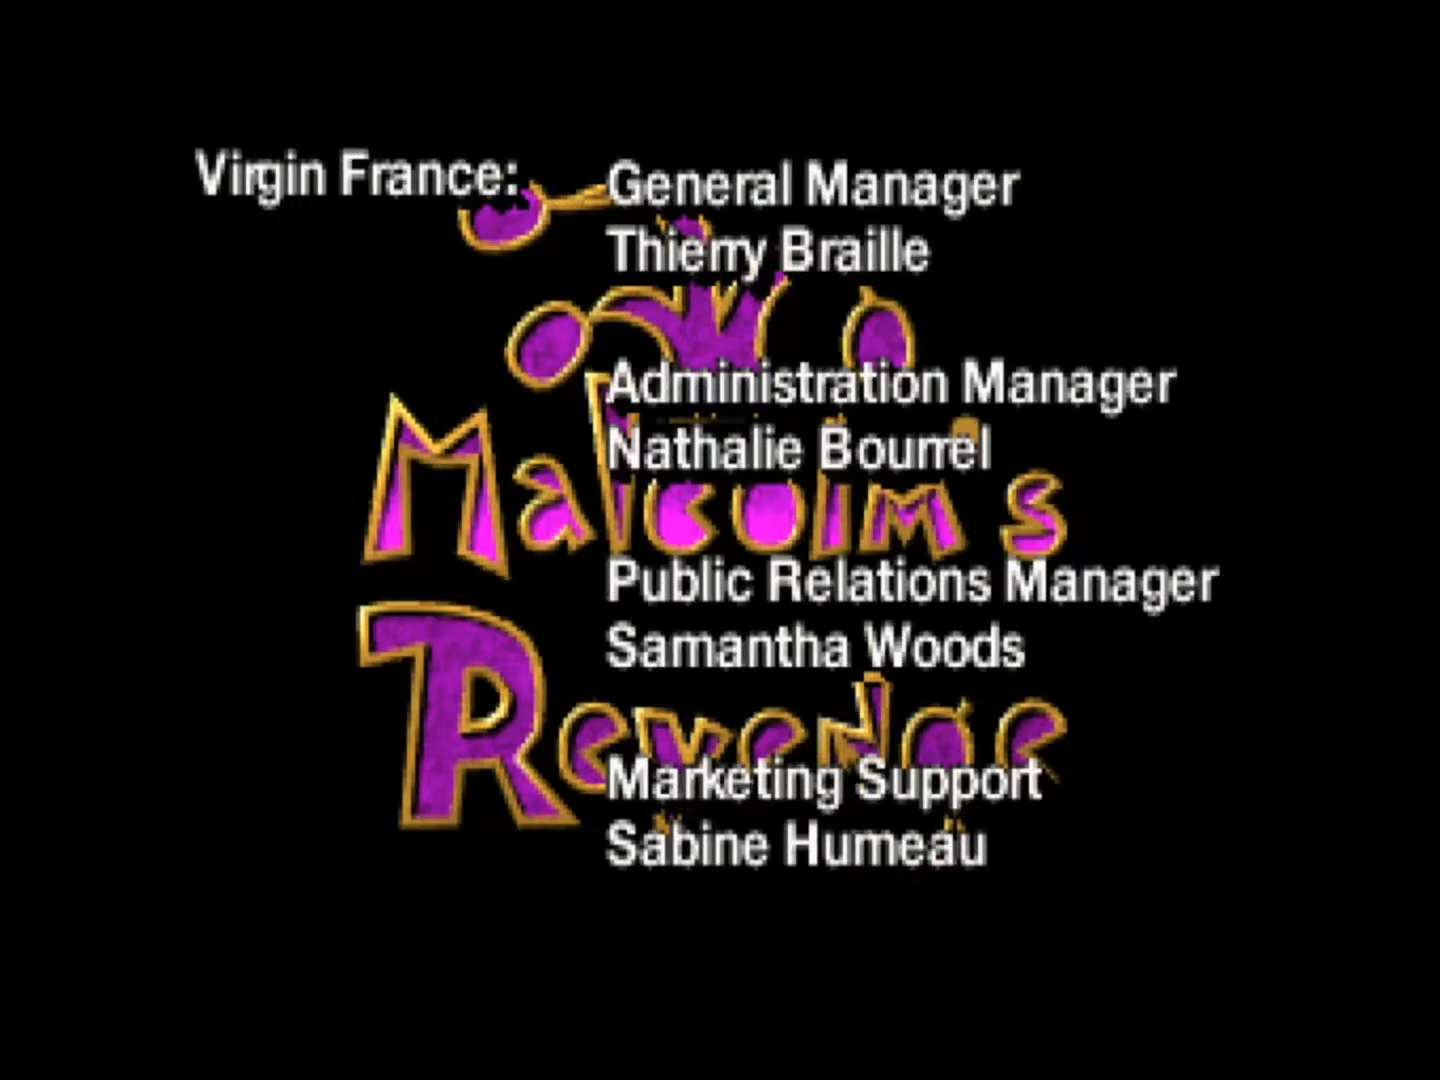 Virgin France:
General Manager
Thierry Braille
Administration Manager
Nathalie Bourrel
Malcolm's
Public Relations Manager
Samantha Woods
Revenge
Marketing Support
Sabine Humeau